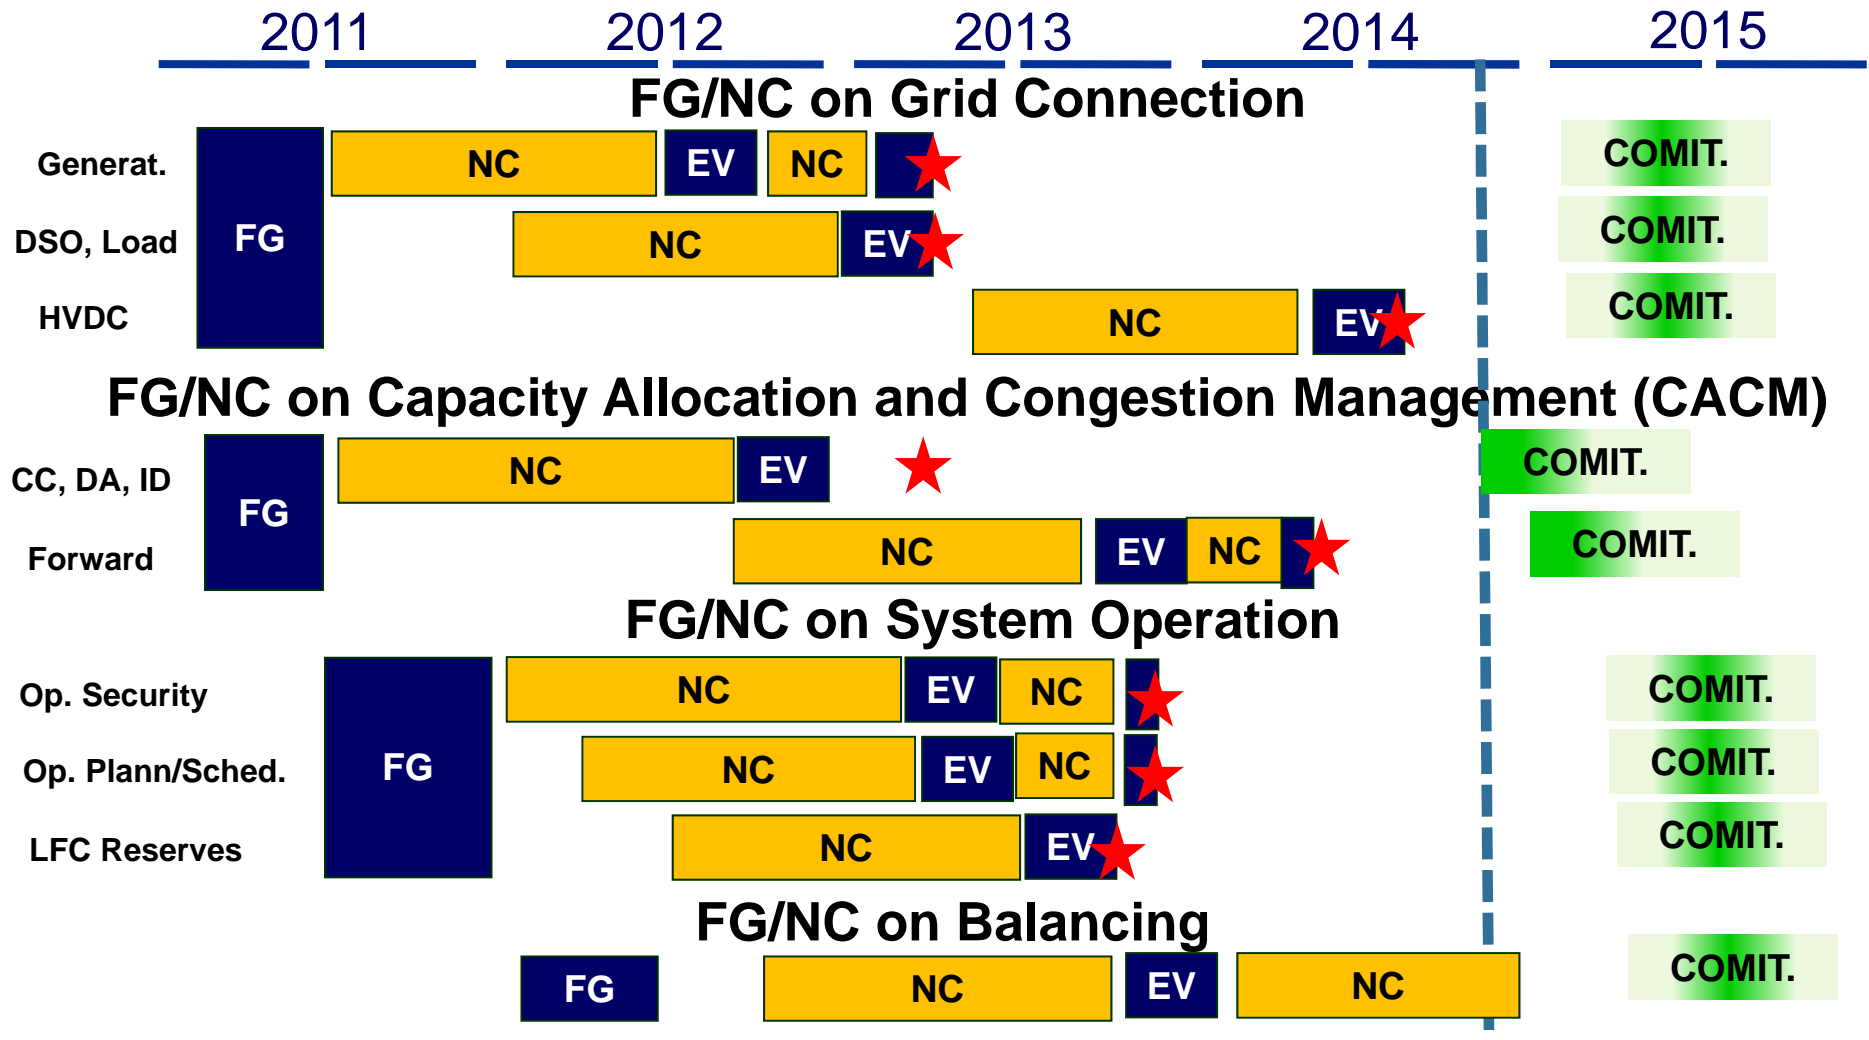 2011 2012 2013 2014 2015
FG/NC on Grid Connection
Generat. NC EV NC COMIT.
DSO, Load FG NC EV COMIT.
HVDC NC EV COMIT.
FG/NC on Capacity Allocation and Congestion Management (CACM)
CC, DA, ID NC EV COMIT.
FG
Forward NC EV NC COMIT.
FG/NC on System Operation
Op. Security NC EV NC COMIT.
Op. Plann/Sched. FG NC EV NC COMIT.
LFC Reserves NC EV COMIT.
FG/NC on Balancing
FG NC EV NC COMIT.